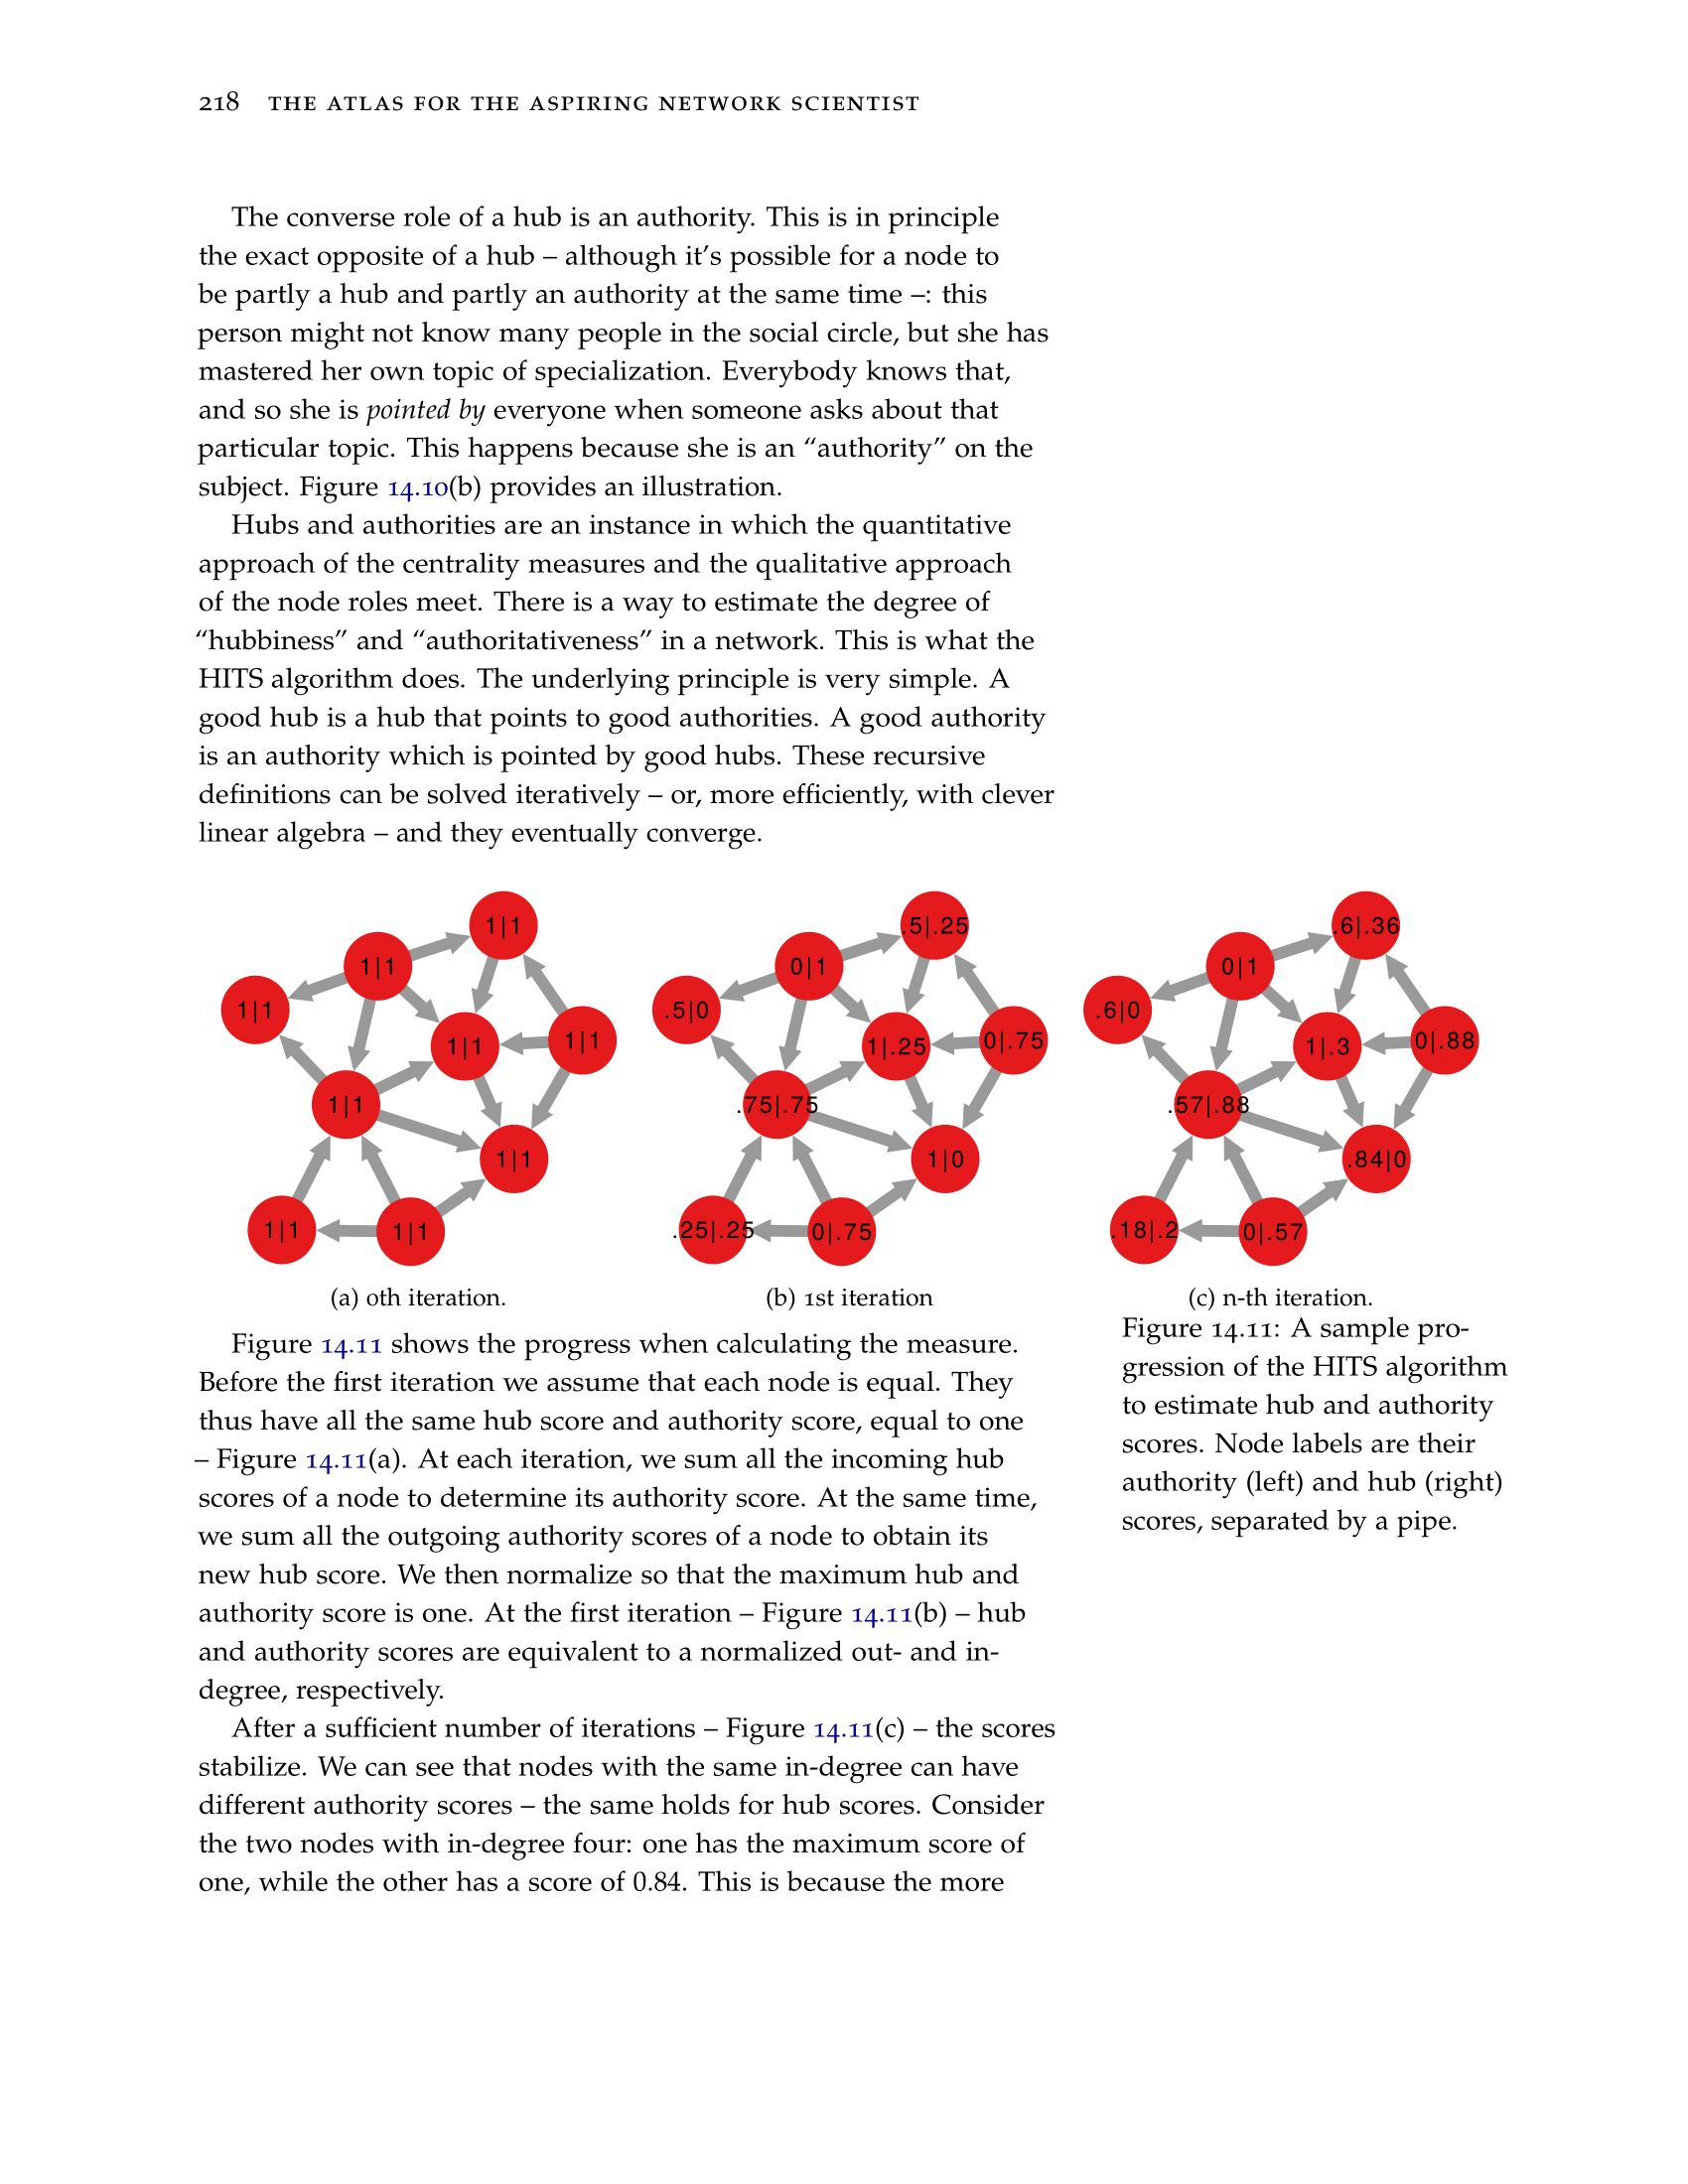 218 THE ATLAS FOR THE ASPIRING NETWORK SCIENTIST
The converse role of a hub is an authority. This is in principle
the exact opposite of a hub – although it's possible for a node to
be partly a hub and partly an authority at the same time –: this
person might not know many people in the social circle, but she has
mastered her own topic of specialization. Everybody knows that,
and so she is pointed by everyone when someone asks about that
particular topic. This happens because she is an “authority” on the
subject. Figure 14.10(b) provides an illustration.
Hubs and authorities are an instance in which the quantitative
approach of the centrality measures and the qualitative approach
of the node roles meet. There is a way to estimate the degree of
“hubbiness” and “authoritativeness” in a network. This is what the
HITS algorithm does. The underlying principle is very simple. A
good hub is a hub that points to good authorities. A good authority
is an authority which is pointed by good hubs. These recursive
definitions can be solved iteratively – or, more efficiently, with clever
linear algebra – and they eventually converge.
1|1
1|1
1|1
1|1
1|1
1|1
1|1
1|1
1|1
(a) 0th iteration.
.5|.25
0|1
.5|0
1|.25
0|.75
.75|.75
1|0
.25|.25
0|.75
(b) 1st iteration
.6|.36
0|1
.6|0
1|.3
0|.88
.57|.88
.84|0
.18|.2
0|.57
(c) n-th iteration.
Figure 14.11: A sample pro-
gression of the HITS algorithm
to estimate hub and authority
scores. Node labels are their
authority (left) and hub (right)
scores, separated by a pipe.
Figure 14.11 shows the progress when calculating the measure.
Before the first iteration we assume that each node is equal. They
thus have all the same hub score and authority score, equal to one
– Figure 14.11(a). At each iteration, we sum all the incoming hub
scores of a node to determine its authority score. At the same time,
we sum all the outgoing authority scores of a node to obtain its
new hub score. We then normalize so that the maximum hub and
authority score is one. At the first iteration – Figure 14.11(b) – hub
and authority scores are equivalent to a normalized out- and in-
degree, respectively.
After a sufficient number of iterations – Figure 14.11(c) – the scores
stabilize. We can see that nodes with the same in-degree can have
different authority scores – the same holds for hub scores. Consider
the two nodes with in-degree four: one has the maximum score of
one, while the other has a score of 0.84. This is because the more